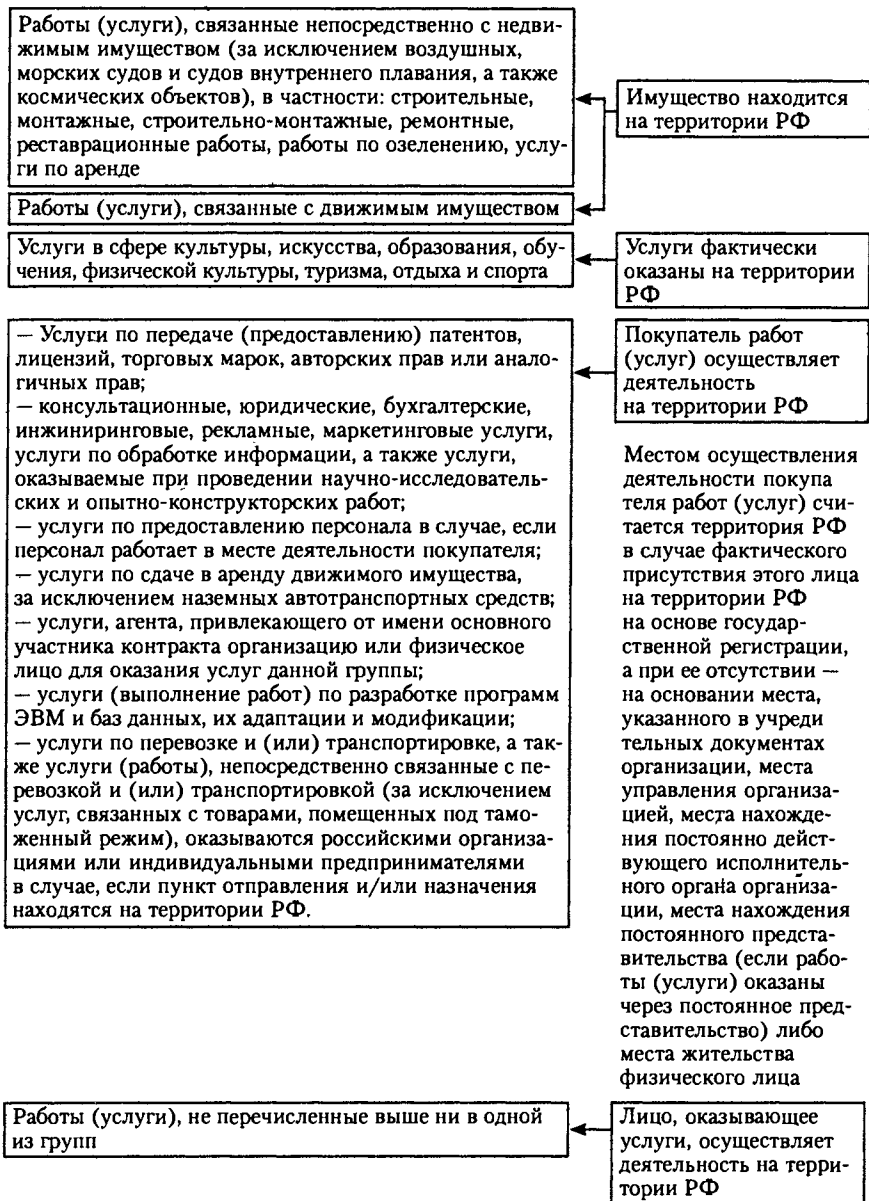 Работы (услуги), связанные непосредственно с недви-
жимым имуществом (за исключением воздушных,
морских судов и судов внутреннего плавания, а также
космических объектов), в частности: строительные,
монтажные, строительно-монтажные, ремонтные,
реставрационные работы, работы по озеленению, услу-
ги по аренде
Имущество находится
на территории РФ
Работы (услуги), связанные с движимым имуществом
Услуги в сфере культуры, искусства, образования, обу-
чения, физической культуры, туризма, отдыха и спорта
Услуги фактически
оказаны на территории
РФ
— Услуги по передаче (предоставлению) патентов,
лицензий, торговых марок, авторских прав или анало-
гичных прав;
— консультационные, юридические, бухгалтерские,
инжиниринговые, рекламные, маркетинговые услуги,
услуги по обработке информации, а также услуги,
оказываемые при проведении научно-исследователь-
ских и опытно-конструкторских работ;
— услуги по предоставлению персонала в случае, если
персонал работает в месте деятельности покупателя;
— услуги по сдаче в аренду движимого имущества,
за исключением наземных автотранспортных средств;
— услуги, агента, привлекающего от имени основного
участника контракта организацию или физическое
лицо для оказания услуг данной группы;
— услуги (выполнение работ) по разработке программ
ЭВМ и баз данных, их адаптации и модификации;
— услуги по перевозке и (или) транспортировке, а так-
же услуги (работы), непосредственно связанные с пе-
ревозкой и (или) транспортировкой (за исключением
услуг, связанных с товарами, помещенных под тамо-
женный режим), оказываются российскими организа-
циями или индивидуальными предпринимателями
в случае, если пункт отправления и/или назначения
находятся на территории РФ.
Покупатель работ
(услуг) осуществляет
деятельность
на территории РФ
Местом осуществления
деятельности покупа
теля работ (услуг) счи-
тается территория РФ
в случае фактического
присутствия этого лица
на территории РФ
на основе государ-
ственной регистрации,
а при ее отсутствии —
на основании места,
указанного в учреди
тельных документах
организации, места
управления организа-
цией, места нахожде-
ния постоянно дейст-
вующего исполнитель-
ного органа организа-
ции, места нахождения
постоянного предста-
вительства (если рабо-
ты (услуги) оказаны
через постоянное пред-
ставительство) либо
места жительства
физического лица
Работы (услуги), не перечисленные выше ни в одной
из групп
Лицо, оказывающее
услуги, осуществляет
деятельность на терри-
тории РФ